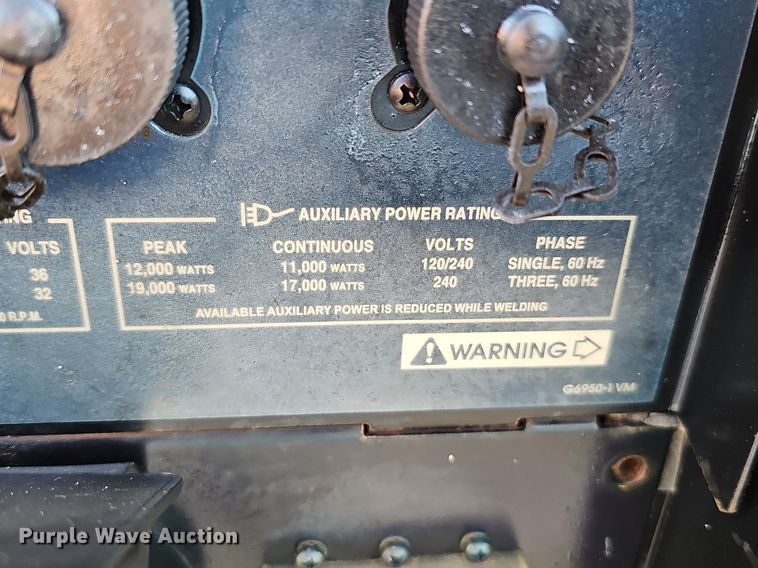 NG
VOLTS
36
32
0 R.P.M.
AUXILIARY POWER RATING
PEAK CONTINUOUS VOLTS PHASE
12,000 WATTS 11,000 WATTS 120/240 SINGLE, 60 Hz
19,000 WATTS 17,000 WATTS 240 THREE, 60 Hz
AVAILABLE AUXILIARY POWER IS REDUCED WHILE WELDING
WARNING
G6950-1 VM
Purple Wave Auction